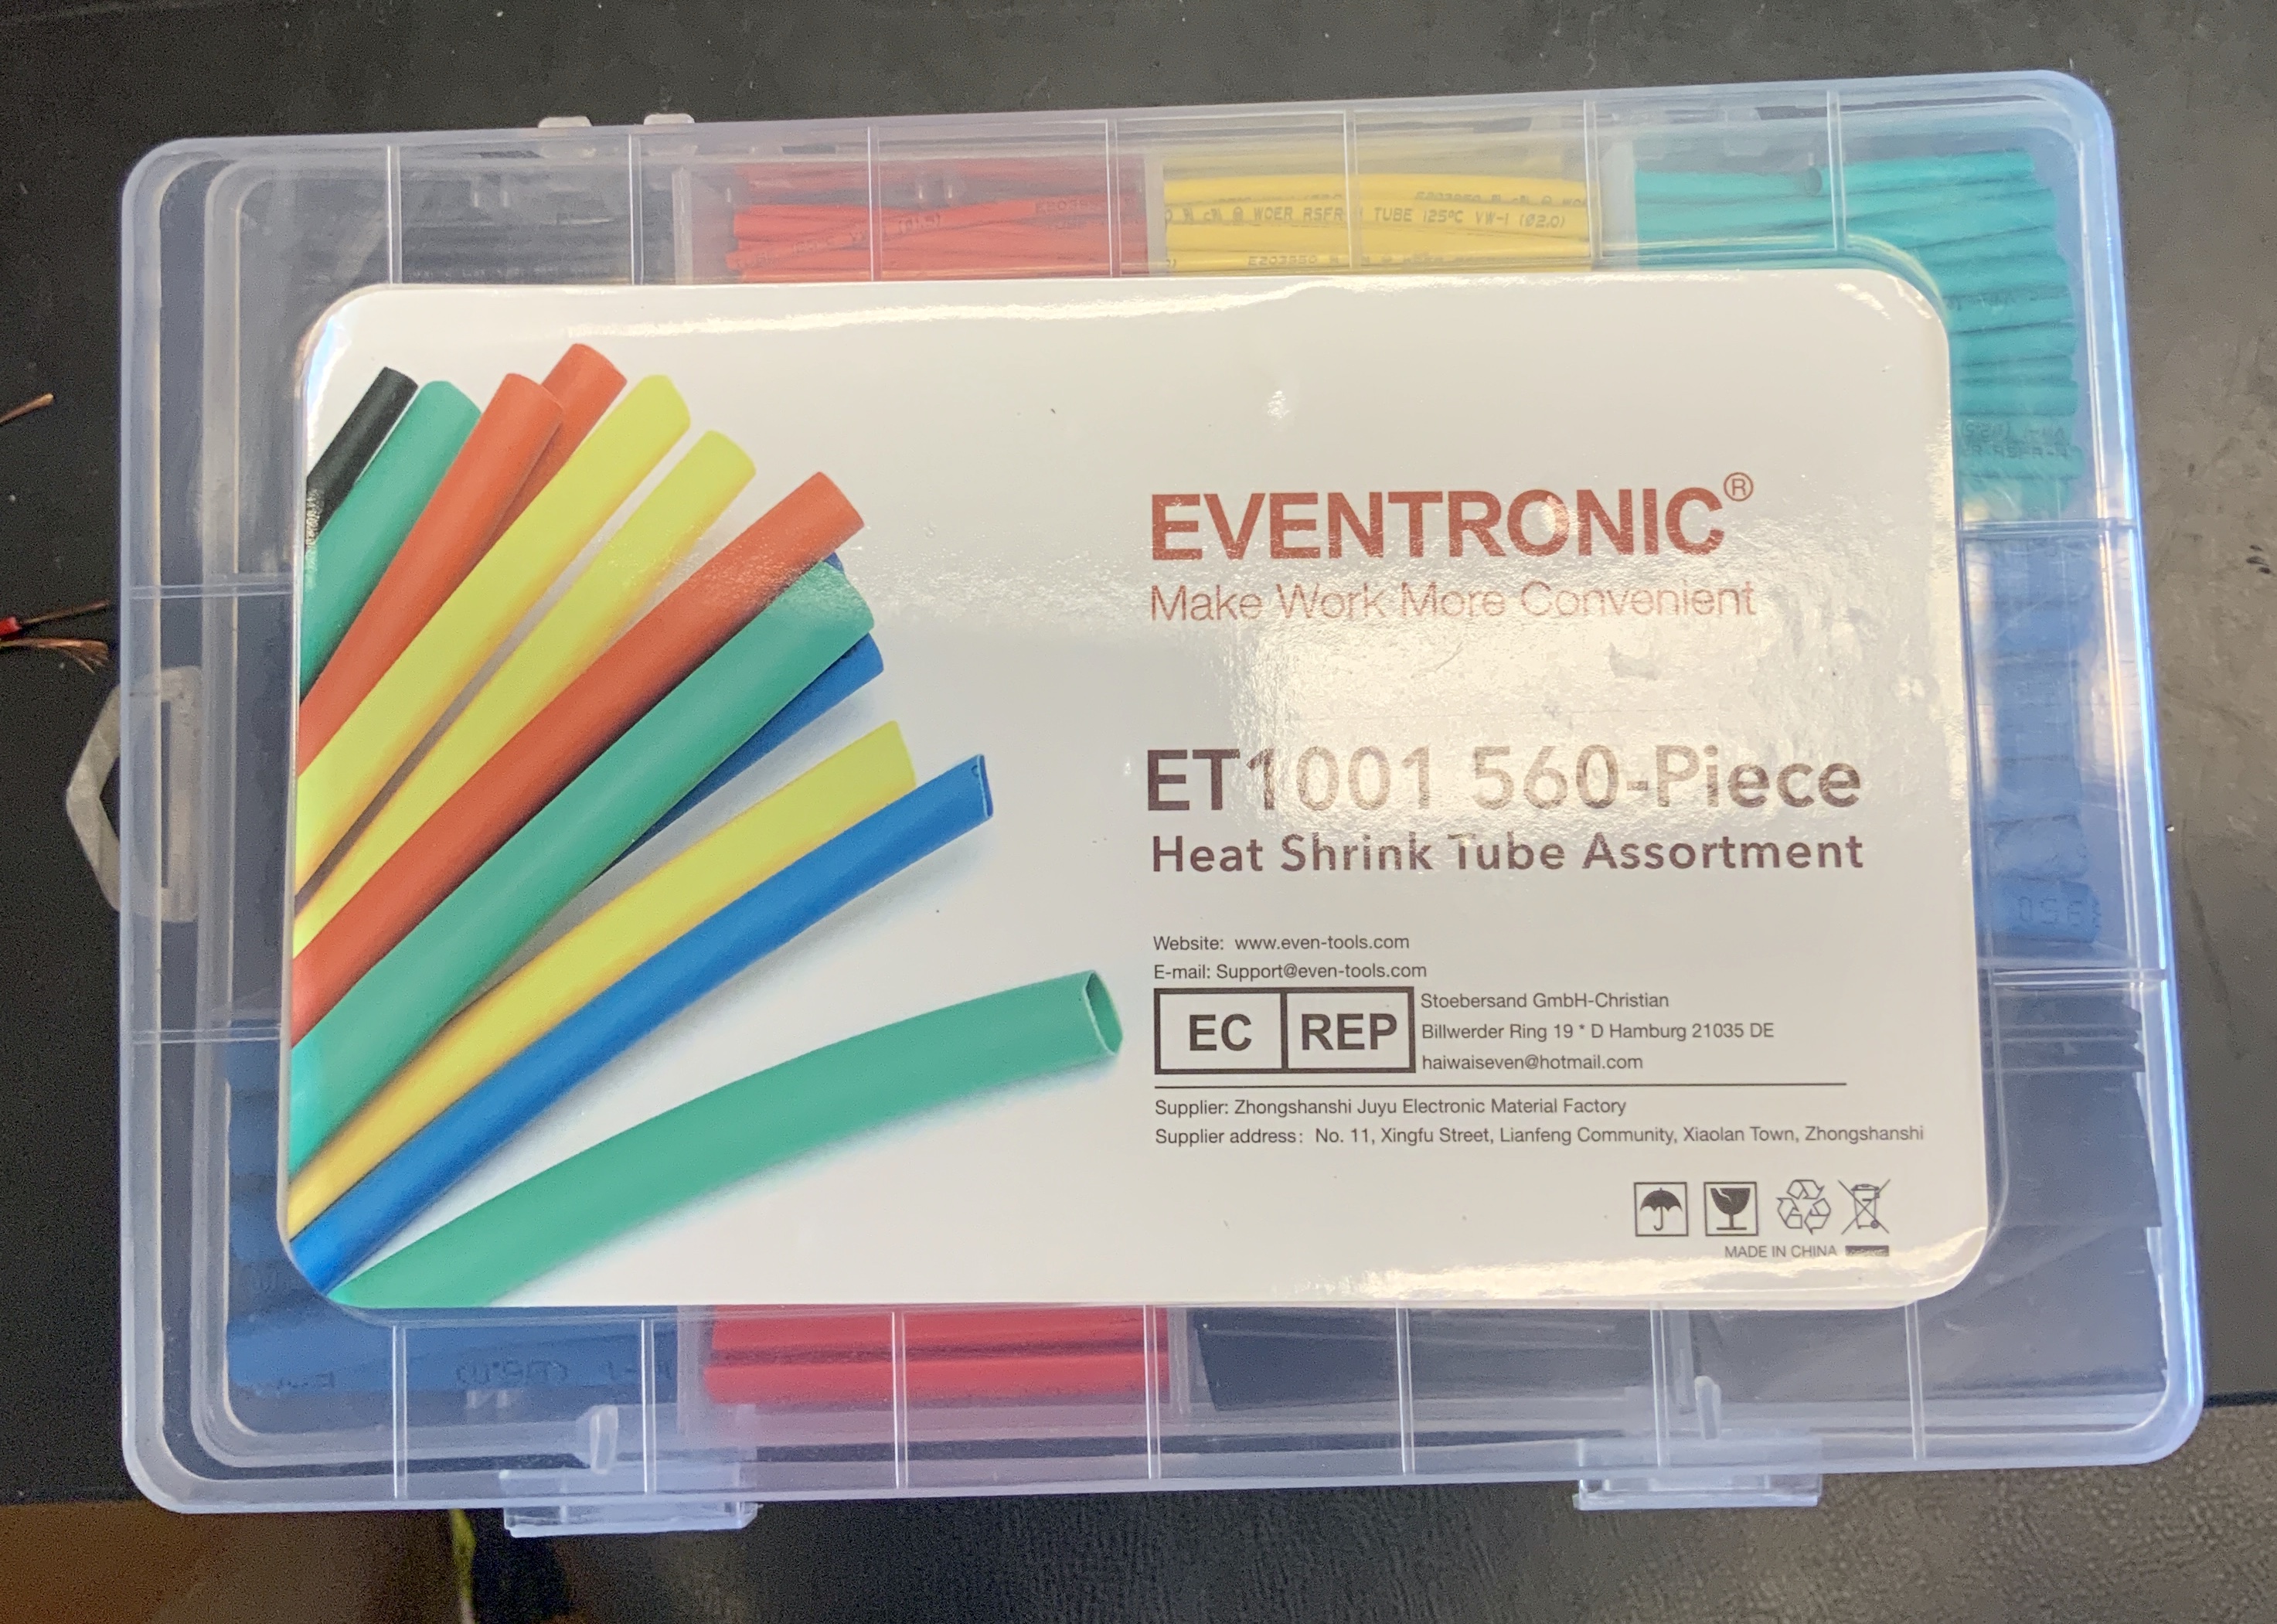 WOER RSFR TUBE 125°C VW-1 (Ø2.0)
E203950
EVENTRONIC®
Make Work More Convenient
ET1001 560-Piece
Heat Shrink Tube Assortment
Website: www.even-tools.com
E-mail: Support@even-tools.com
EC REP
Stoebersand GmbH-Christian
Billwerder Ring 19 * D Hamburg 21035 DE
haiwaiseven@hotmail.com
Supplier: Zhongshanshi Juyu Electronic Material Factory
Supplier address: No. 11, Xingfu Street, Lianfeng Community, Xiaolan Town, Zhongshanshi
MADE IN CHINA